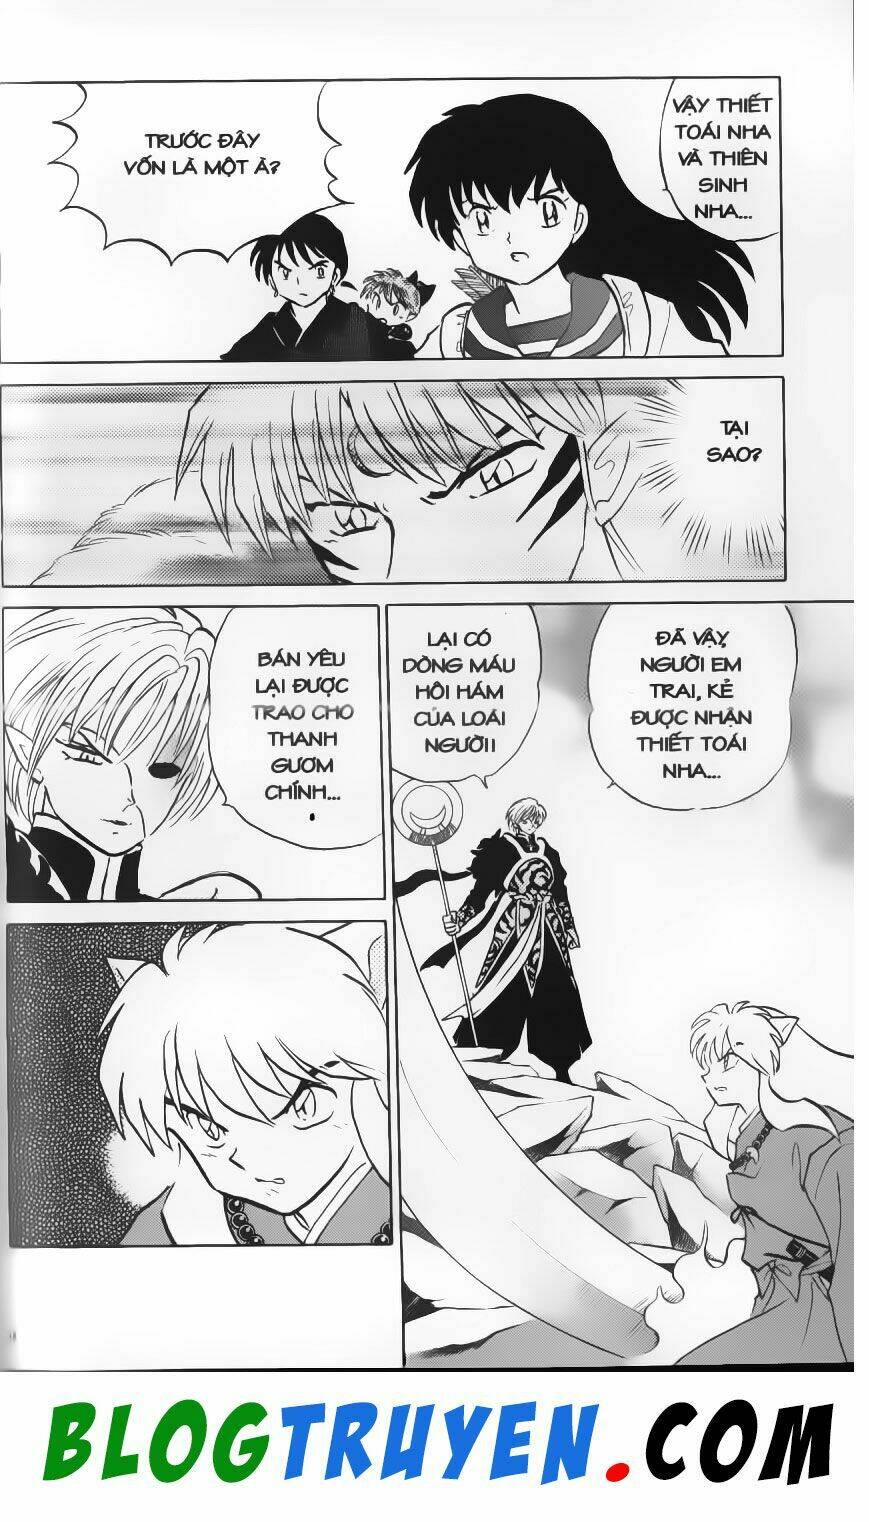 VẬY THIẾT
TOÁI NHA
VÀ THIÊN
SINH
NHA...
TRƯỚC ĐÂY
VỐN LÀ MỘT À?
TẠI
SAO?
ĐÃ VẬY,
NGƯỜI EM
TRAI, KẺ
ĐƯỢC NHẬN
THIẾT TOÁI
NHA...
LẠI CÓ
DÒNG MÁU
HÔI HÁM
CỦA LOÀI
NGƯỜI!
BÁN YÊU
LẠI ĐƯỢC
TRAO CHO
THANH
GƯƠM
CHÍNH...
BLOGTRUYEN.COM